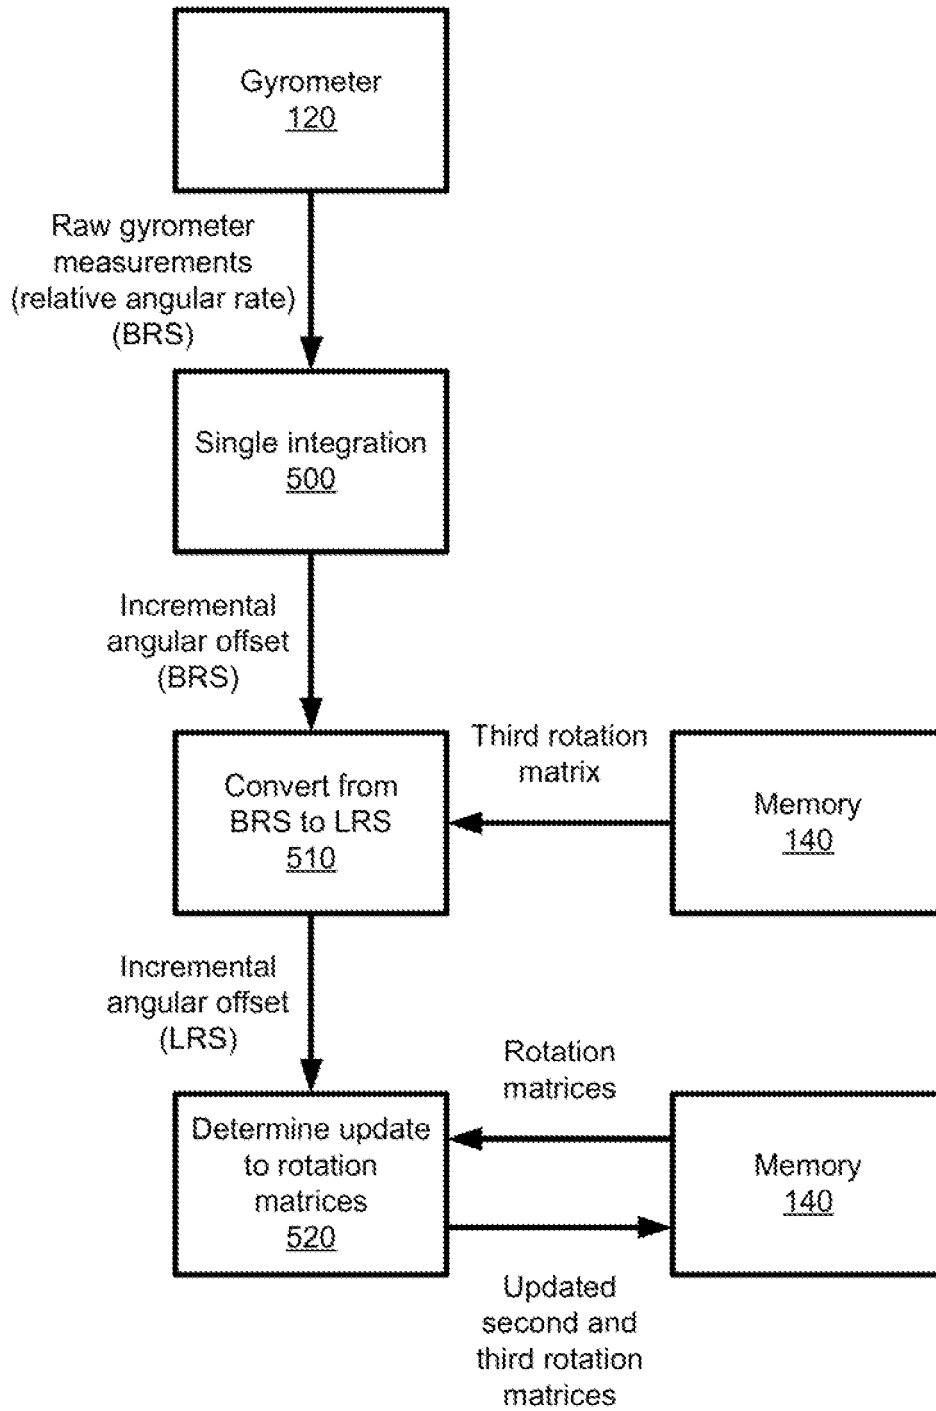 Gyrometer
120
Raw gyrometer
measurements
(relative angular rate)
(BRS)
Single integration
500
Incremental
angular offset
(BRS)
Third rotation
matrix
Convert from
BRS to LRS
510
Memory
140
Incremental
angular offset
(LRS)
Rotation
matrices
Determine update
to rotation
matrices
520
Memory
140
Updated
second and
third rotation
matrices